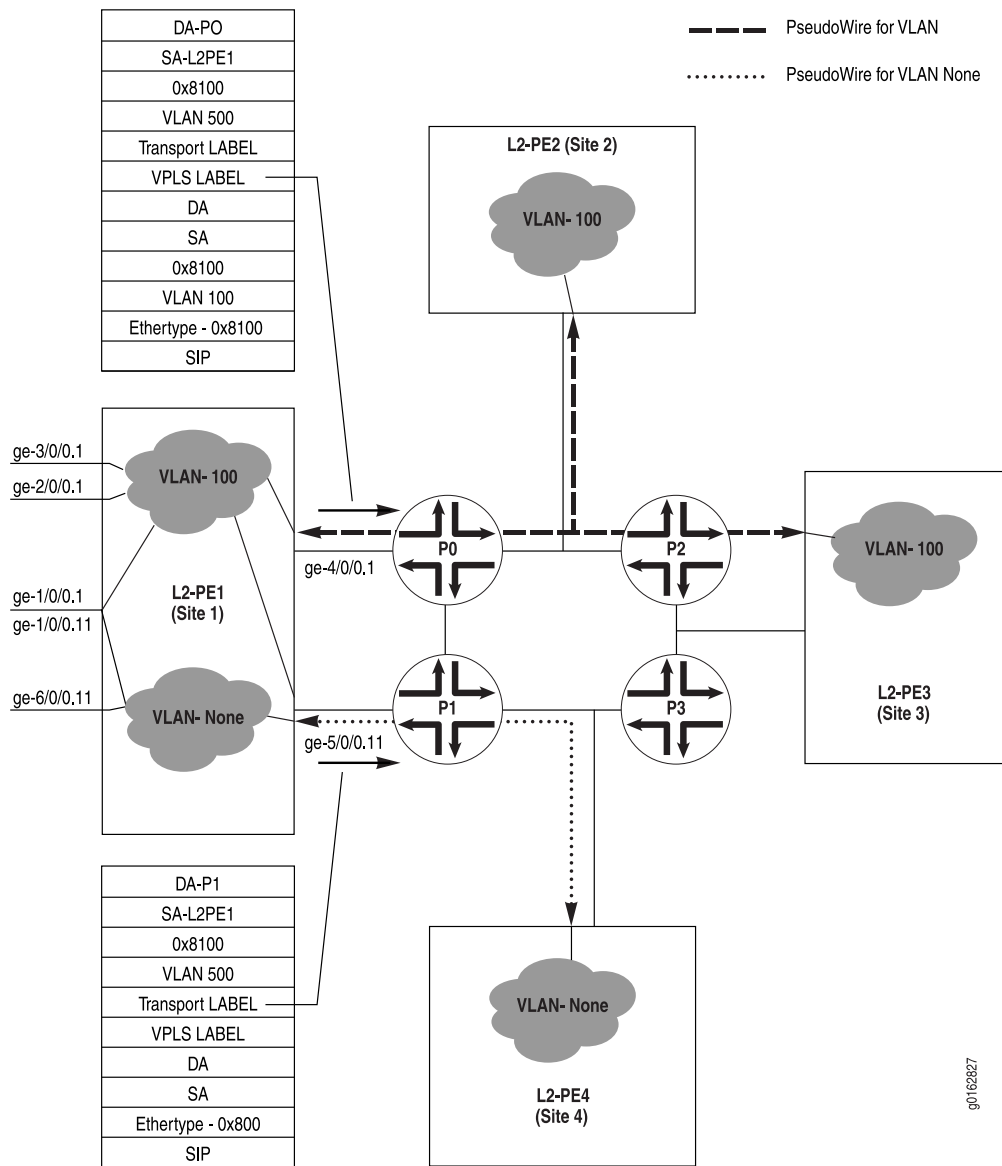 DA-PO
SA-L2PE1
0x8100
VLAN 500
Transport LABEL
VPLS LABEL
DA
SA
0x8100
VLAN 100
Ethertype - 0x8100
SIP
PseudoWire for VLAN
PseudoWire for VLAN None
L2-PE2 (Site 2)
VLAN- 100
ge-3/0/0.1
ge-2/0/0.1
VLAN- 100
ge-1/0/0.1
ge-1/0/0.11
L2-PE1
(Site 1)
ge-6/0/0.11
VLAN- None
P0
ge-4/0/0.1
P2
VLAN- 100
P1
ge-5/0/0.11
P3
L2-PE3
(Site 3)
DA-P1
SA-L2PE1
0x8100
VLAN 500
Transport LABEL
VPLS LABEL
DA
SA
Ethertype - 0x800
SIP
VLAN- None
L2-PE4
(Site 4)
g0162827